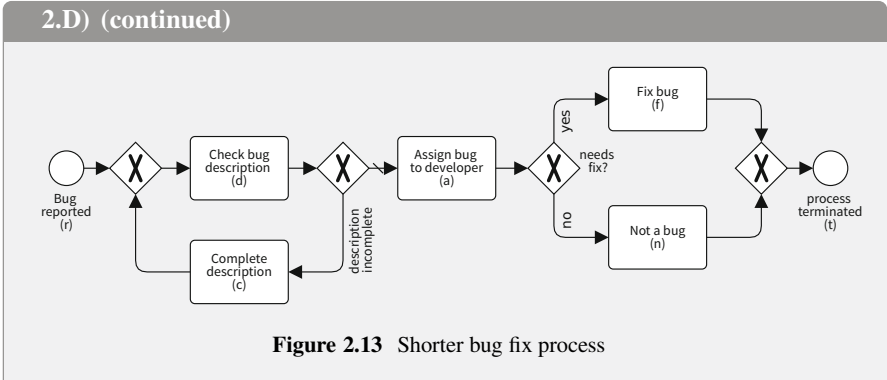 2.D) (continued)
Bug
reported
(r)
X
Check bug
description
(d)
X
description
incomplete
Complete
description
(c)
Assign bug
to developer
(a)
X
needs
fix?
yes
no
Fix bug
(f)
Not a bug
(n)
X
process
terminated
(t)
Figure 2.13 Shorter bug fix process